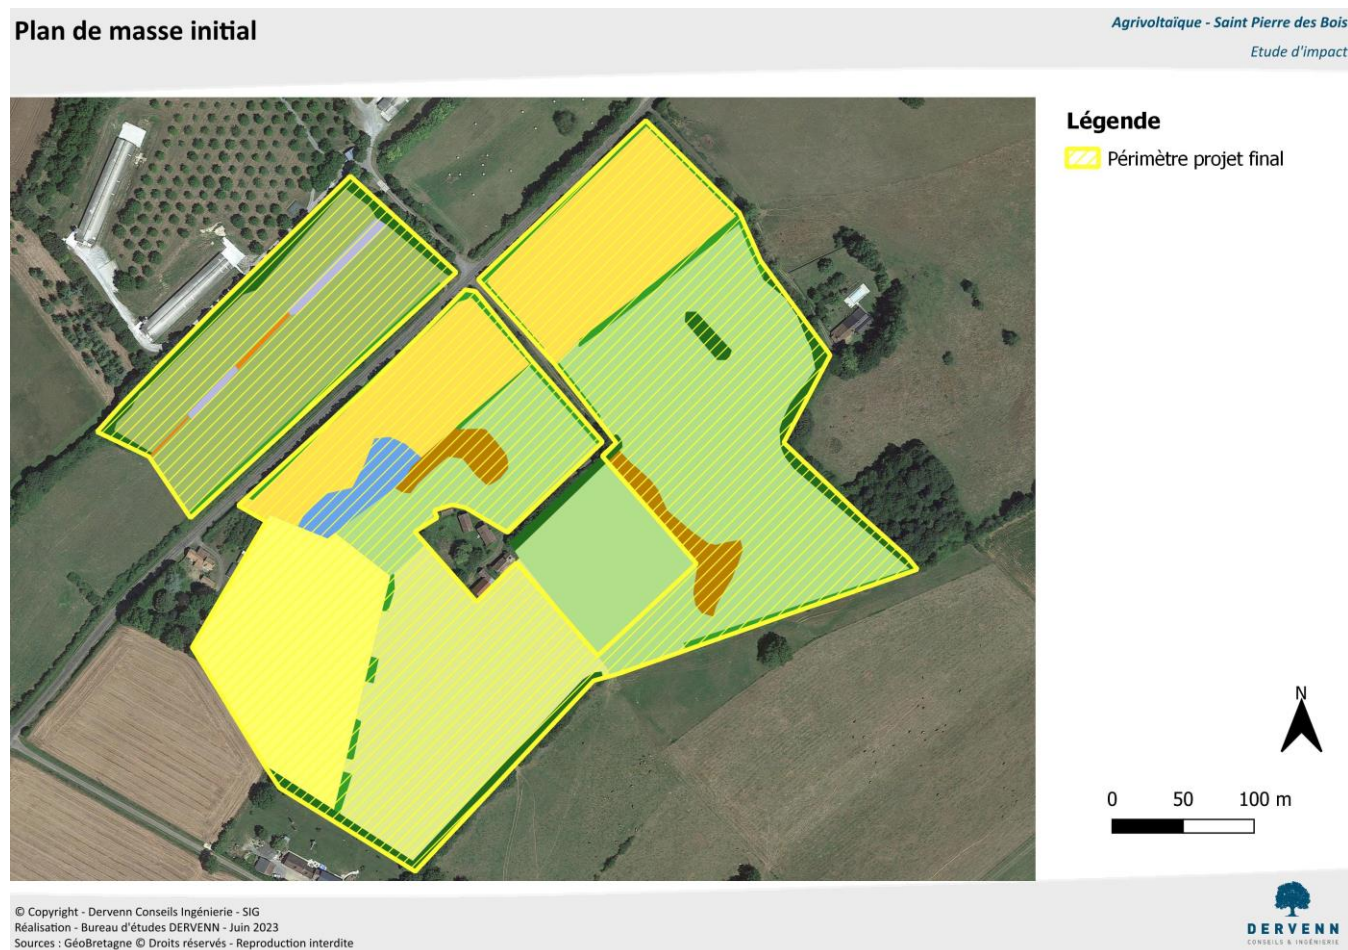 Plan de masse initial
Agrivoltaïque - Saint Pierre des Bois
Etude d'impact
Légende
Périmètre projet final
N
0 50 100 m
© Copyright - Dervenn Conseils Ingénierie - SIG
Réalisation - Bureau d'études DERVENN - Juin 2023
Sources : GéoBretagne © Droits réservés - Reproduction interdite
DERVENN
CONSEILS & INGÉNIERIE